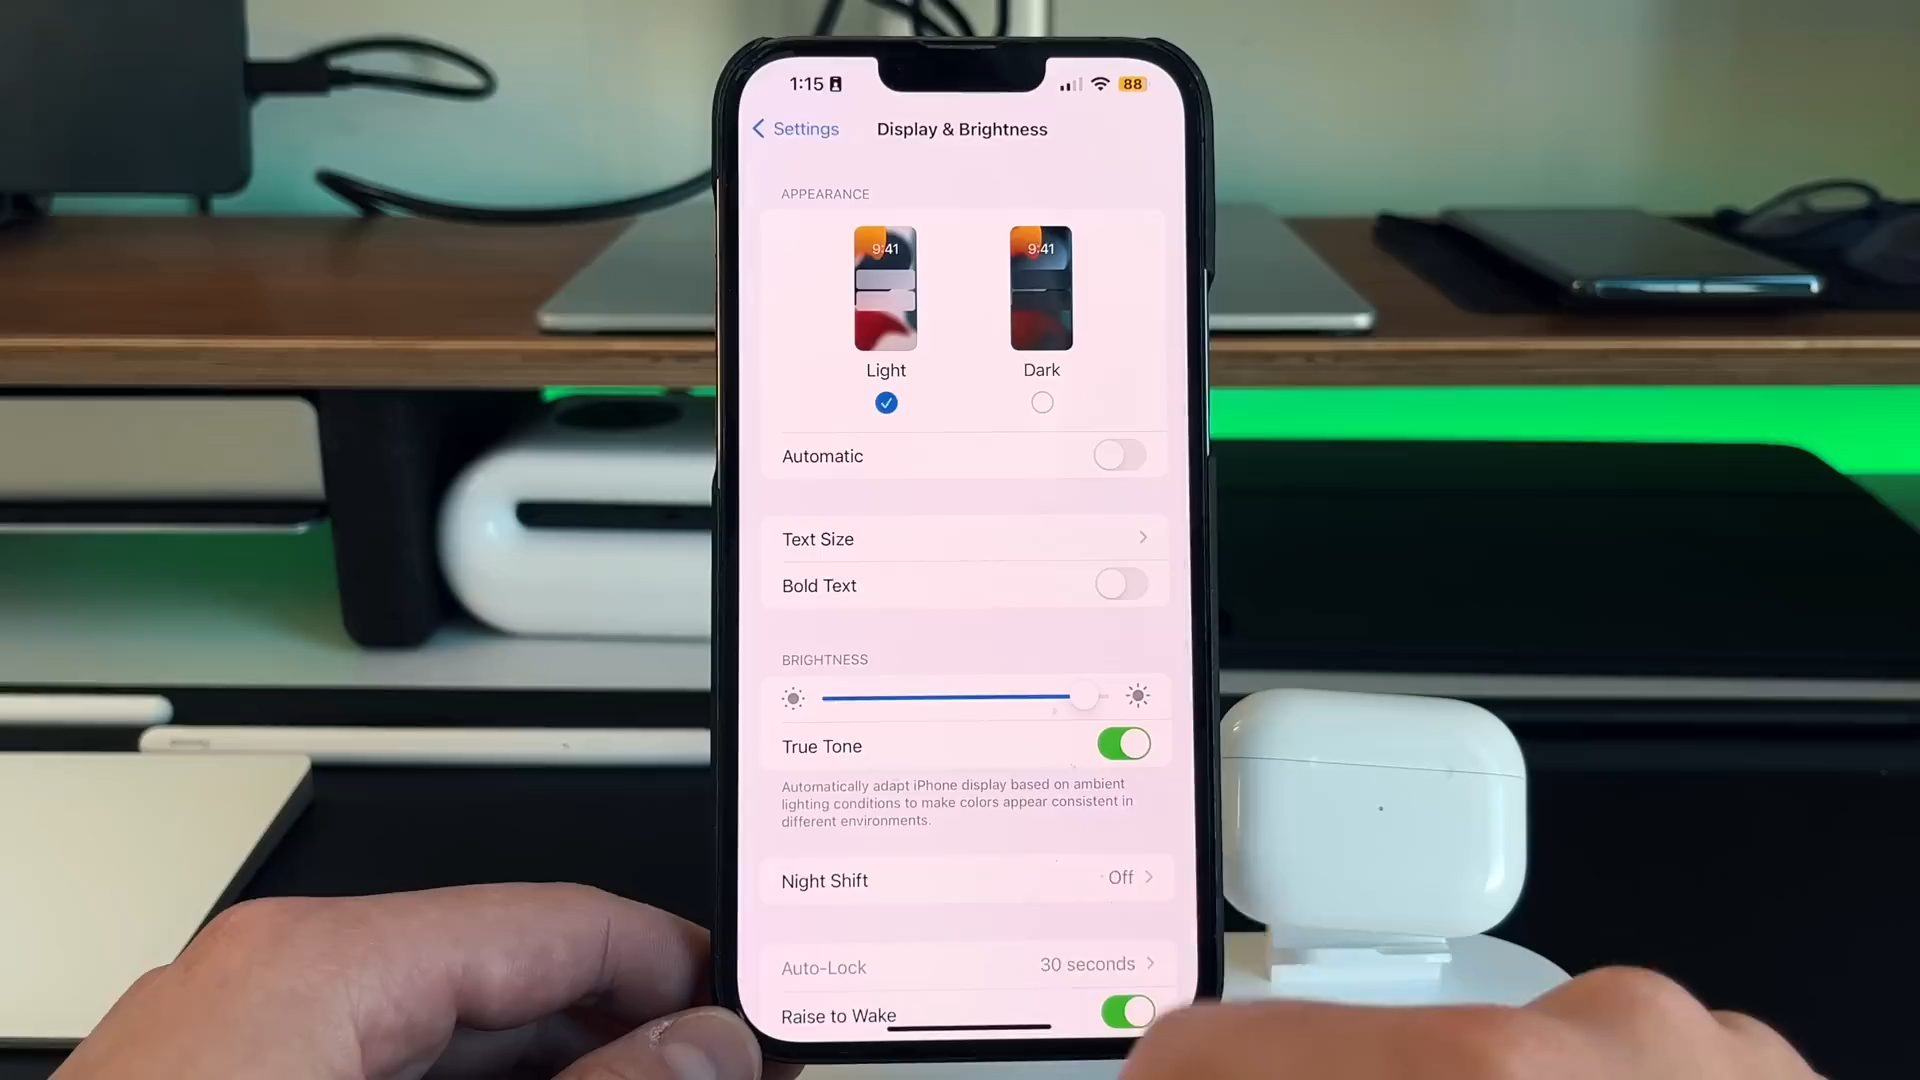 1:15 88
Settings Display & Brightness
APPEARANCE
9:41 9:41
Light Dark
Automatic
Text Size
Bold Text
BRIGHTNESS
True Tone
Automatically adapt iPhone display based on ambient
lighting conditions to make colors appear consistent in
different environments.
Night Shift Off
Auto-Lock 30 seconds
Raise to Wake